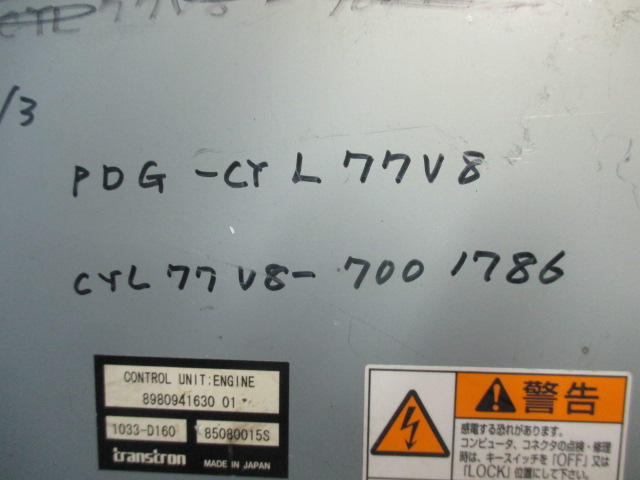 /3
PDG-CYL77V8
CYL77V8-7001786
CONTROL UNIT:ENGINE
8980941630 01
1033-D160 85080015S
transtron MADE IN JAPAN
警告
感電する恐れがあります。
コンピュータ、コネクタの点検・修理
時は、キースイッチを「OFF」又は
「LOCK」位置にして下さい。